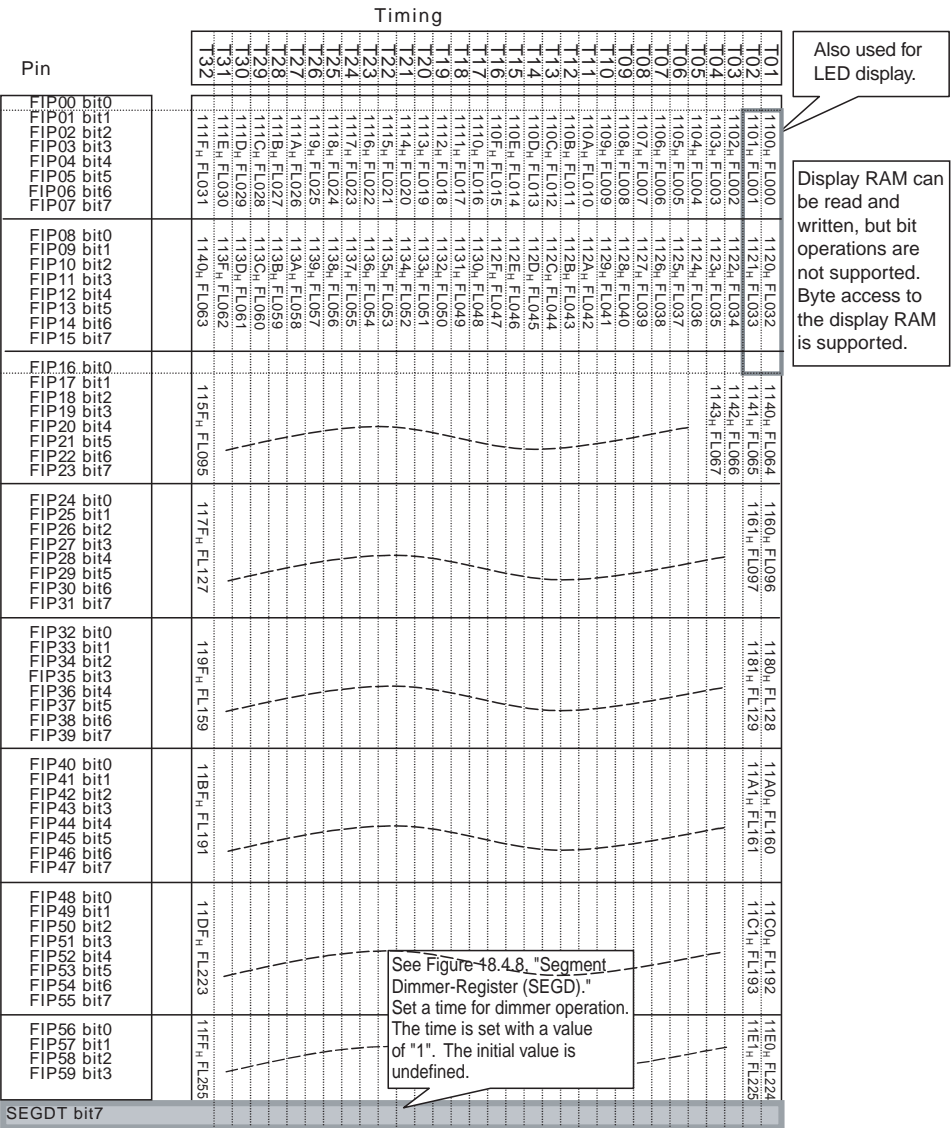 Timing
Pin
T32
T31
T30
T29
T28
T27
T26
T25
T24
T23
T22
T21
T20
T19
T18
T17
T16
T15
T14
T13
T12
T11
T10
T09
T08
T07
T06
T05
T04
T03
T02
T01
Also used for
LED display.
FIP00 bit0
FIP01 bit1
FIP02 bit2
FIP03 bit3
FIP04 bit4
FIP05 bit5
FIP06 bit6
FIP07 bit7
111FH FL031
111EH FL030
111DH FL029
111CH FL028
111BH FL027
111AH FL026
1119H FL025
1118H FL024
1117H FL023
1116H FL022
1115H FL021
1114H FL020
1113H FL019
1112H FL018
1111H FL017
1110H FL016
110FH FL015
110EH FL014
110DH FL013
110CH FL012
110BH FL011
110AH FL010
1109H FL009
1108H FL008
1107H FL007
1106H FL006
1105H FL005
1104H FL004
1103H FL003
1102H FL002
1101H FL001
1100H FL000
Display RAM can
be read and
written, but bit
operations are
not supported.
Byte access to
the display RAM
is supported.
FIP08 bit0
FIP09 bit1
FIP10 bit2
FIP11 bit3
FIP12 bit4
FIP13 bit5
FIP14 bit6
FIP15 bit7
1140H FL063
113FH FL062
113DH FL061
113CH FL060
113BH FL059
113AH FL058
1139H FL057
1138H FL056
1137H FL055
1136H FL054
1135H FL053
1134H FL052
1133H FL051
1132H FL050
1131H FL049
1130H FL048
112FH FL047
112EH FL046
112DH FL045
112CH FL044
112BH FL043
112AH FL042
1129H FL041
1128H FL040
1127H FL039
1126H FL038
1125H FL037
1124H FL036
1123H FL035
1122H FL034
1121H FL033
1120H FL032
FIP16 bit0
FIP17 bit1
FIP18 bit2
FIP19 bit3
FIP20 bit4
FIP21 bit5
FIP22 bit6
FIP23 bit7
115FH FL095
1143H FL067
1142H FL066
1141H FL065
1140H FL064
FIP24 bit0
FIP25 bit1
FIP26 bit2
FIP27 bit3
FIP28 bit4
FIP29 bit5
FIP30 bit6
FIP31 bit7
117FH FL127
1161H FL097
1160H FL096
FIP32 bit0
FIP33 bit1
FIP34 bit2
FIP35 bit3
FIP36 bit4
FIP37 bit5
FIP38 bit6
FIP39 bit7
119FH FL159
1181H FL129
1180H FL128
FIP40 bit0
FIP41 bit1
FIP42 bit2
FIP43 bit3
FIP44 bit4
FIP45 bit5
FIP46 bit6
FIP47 bit7
11BFH FL191
11A1H FL161
11A0H FL160
FIP48 bit0
FIP49 bit1
FIP50 bit2
FIP51 bit3
FIP52 bit4
FIP53 bit5
FIP54 bit6
FIP55 bit7
11DFH FL223
11C1H FL193
11C0H FL192
See Figure 18.4.8, "Segment
Dimmer-Register (SEGD)."
Set a time for dimmer operation.
The time is set with a value
of "1". The initial value is
undefined.
FIP56 bit0
FIP57 bit1
FIP58 bit2
FIP59 bit3
11FFH FL255
11E1H FL225
11E0H FL224
SEGDT bit7